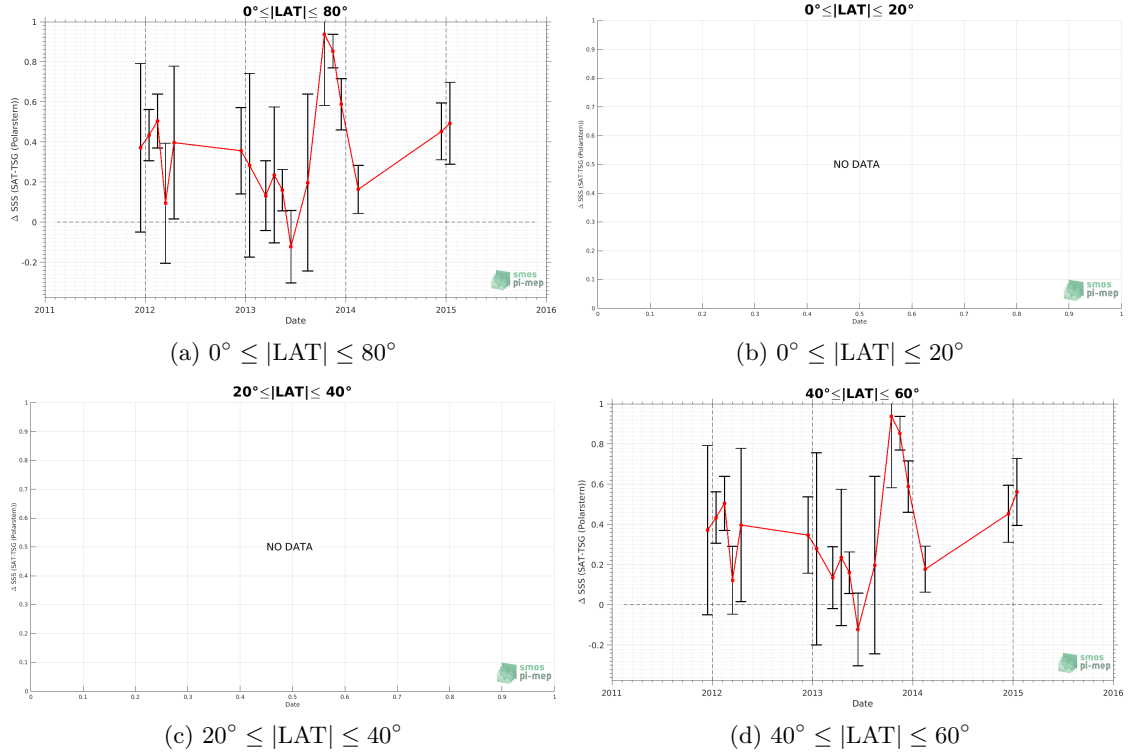 0°≤|LAT|≤ 80°
Δ SSS (SAT-TSG (Polarstern))
1
0.8
0.6
0.4
0.2
0
-0.2
2011 2012 2013 2014 2015 2016
Date
smos
pi-mep
(a) 0° ≤ |LAT| ≤ 80°
0°≤|LAT|≤ 20°
Δ SSS (SAT-TSG (Polarstern))
1
0.9
0.8
0.7
0.6
0.5
0.4
0.3
0.2
0.1
0
NO DATA
0 0.1 0.2 0.3 0.4 0.5 0.6 0.7 0.8 0.9 1
Date
smos
pi-mep
(b) 0° ≤ |LAT| ≤ 20°
20°≤|LAT|≤ 40°
Δ SSS (SAT-TSG (Polarstern))
1
0.9
0.8
0.7
0.6
0.5
0.4
0.3
0.2
0.1
0
NO DATA
0 0.1 0.2 0.3 0.4 0.5 0.6 0.7 0.8 0.9 1
Date
smos
pi-mep
(c) 20° ≤ |LAT| ≤ 40°
40°≤|LAT|≤ 60°
Δ SSS (SAT-TSG (Polarstern))
1
0.8
0.6
0.4
0.2
0
-0.2
2011 2012 2013 2014 2015 2016
Date
smos
pi-mep
(d) 40° ≤ |LAT| ≤ 60°